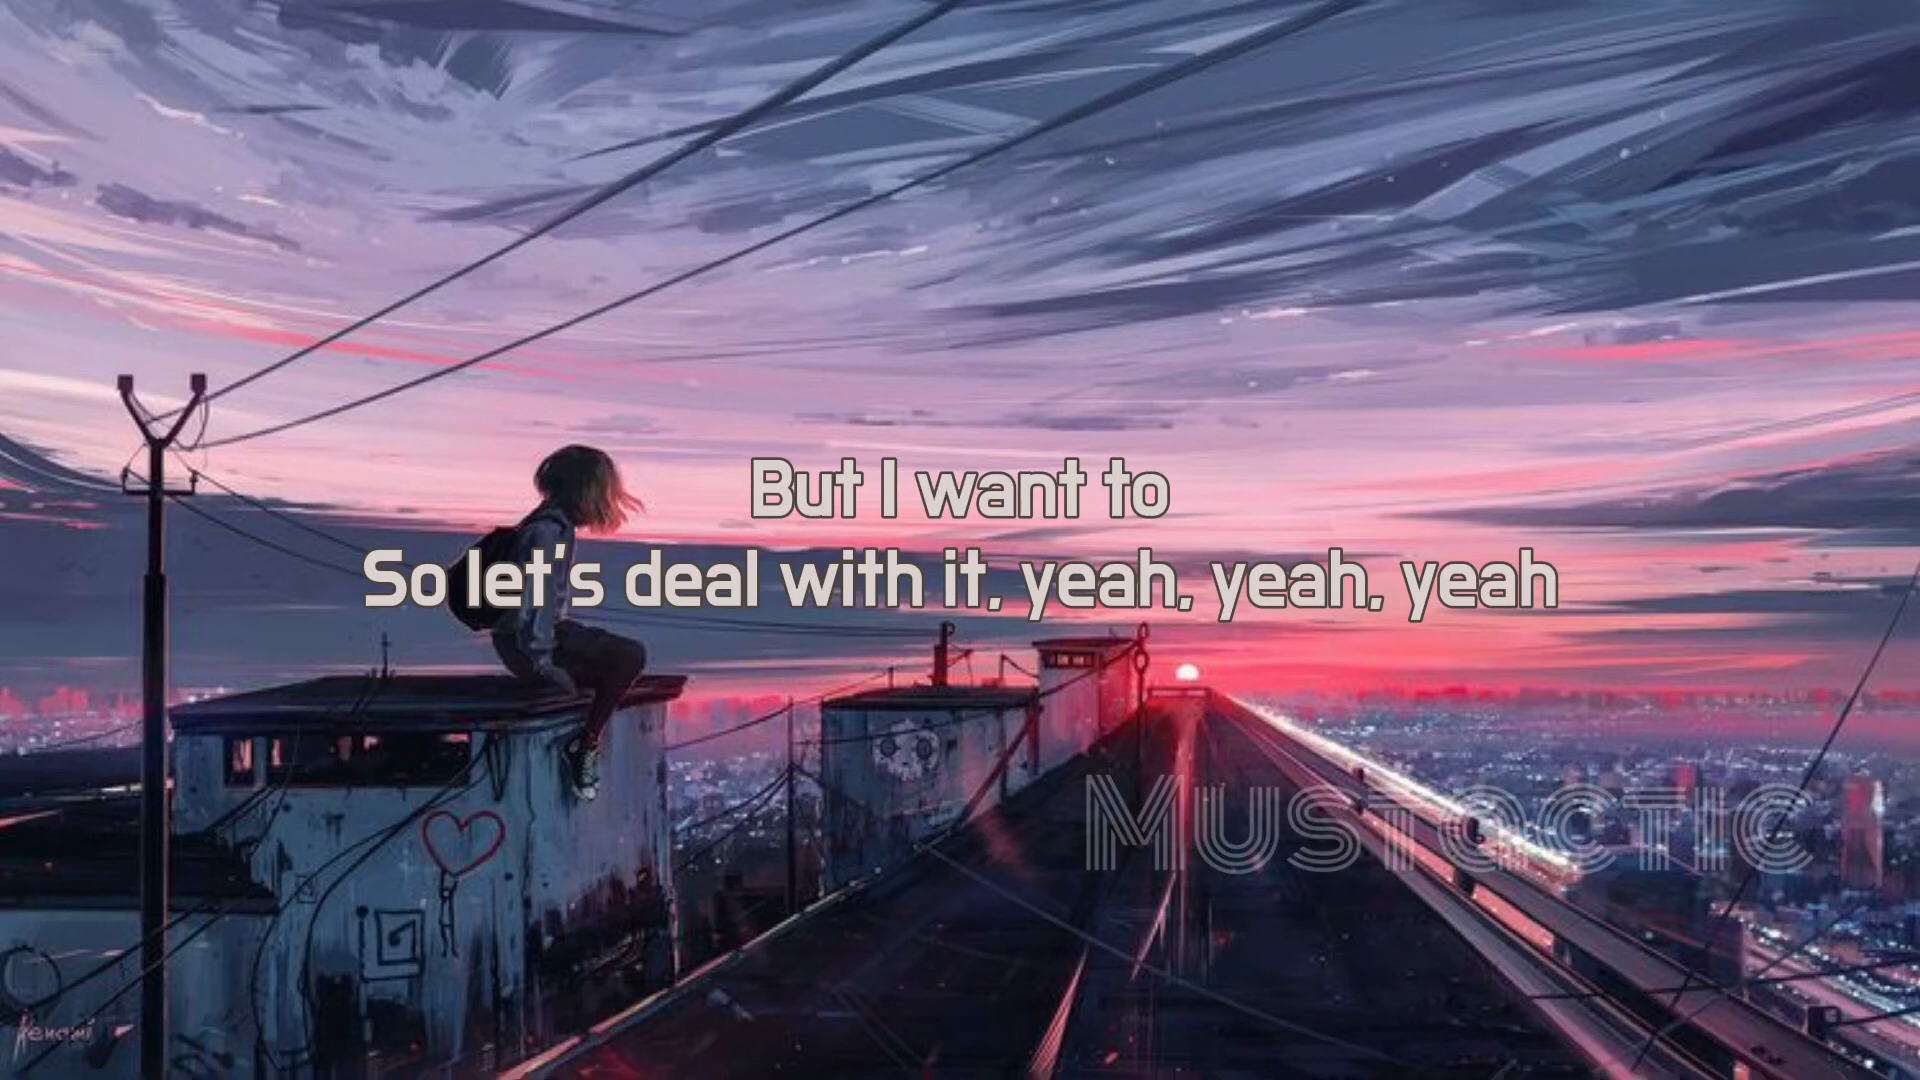 But I want to
So let's deal with it, yeah, yeah, yeah
Mustactic